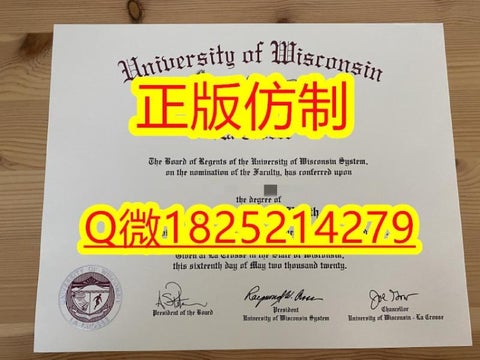 University of Wisconsin
正版仿制
The Board of Regents of the University of Wisconsin System,
on the nomination of the Faculty, has conferred upon
the degree of
Q微1825214279
Given at La Crosse in the State of Wisconsin,
this sixteenth day of May two thousand twenty.
President of the Board
President
University of Wisconsin System
Chancellor
University of Wisconsin - La Crosse